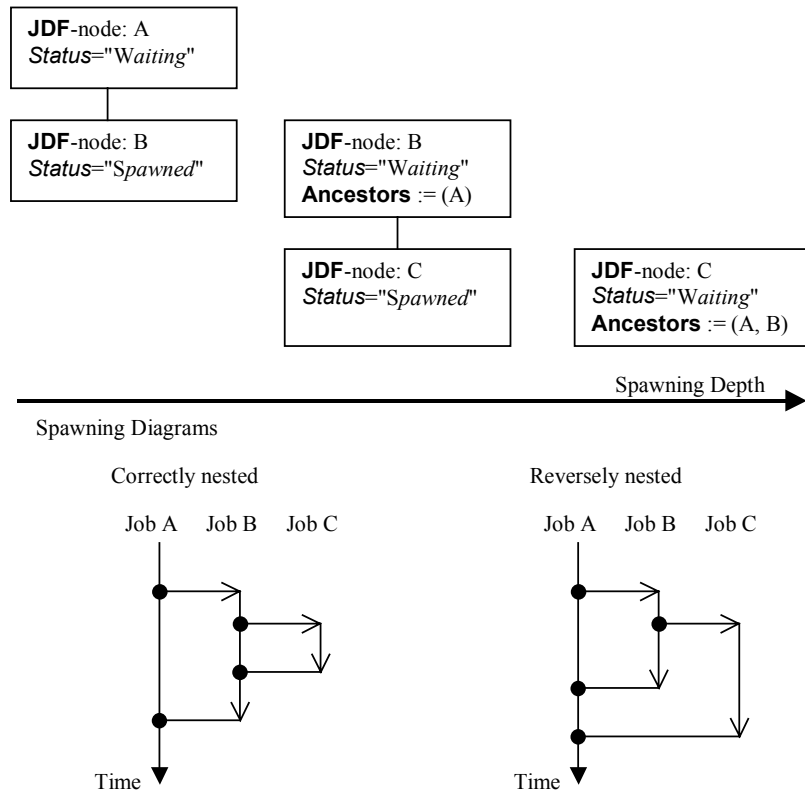 JDF-node: A
Status="Waiting"
JDF-node: B
Status="Spawned"
JDF-node: B
Status="Waiting"
Ancestors := (A)
JDF-node: C
Status="Spawned"
JDF-node: C
Status="Waiting"
Ancestors := (A, B)
Spawning Depth
Spawning Diagrams
Correctly nested
Reversely nested
Job A Job B Job C
Job A Job B Job C
Time
Time